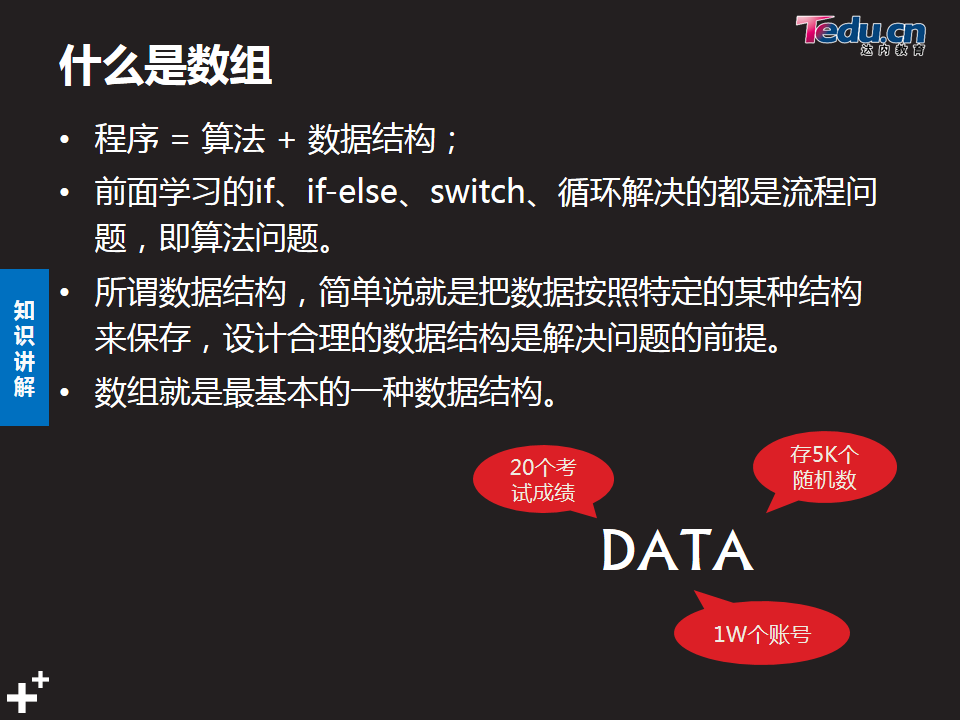 什么是数组
Tedu.cn
达内教育
• 程序 = 算法 + 数据结构；
• 前面学习的if、if-else、switch、循环解决的都是流程问
题，即算法问题。
• 所谓数据结构，简单说就是把数据按照特定的某种结构
来保存，设计合理的数据结构是解决问题的前提。
• 数组就是最基本的一种数据结构。
知
识
讲
解
20个考
试成绩
存5K个
随机数
DATA
1W个账号